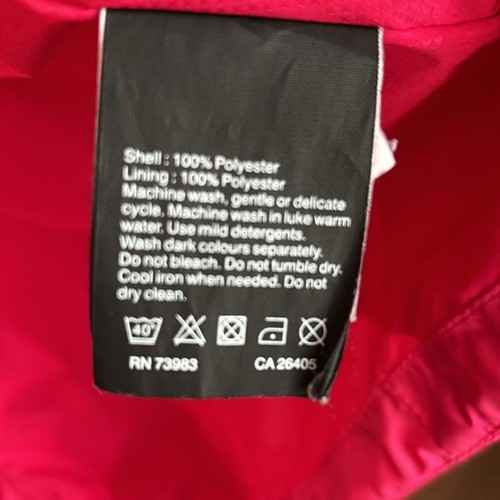 Shell : 100% Polyester
Lining : 100% Polyester
Machine wash, gentle or delicate
cycle. Machine wash in luke warm
water. Use mild detergents.
Wash dark colours separately.
Do not bleach. Do not tumble dry.
Cool iron when needed. Do not
dry clean.
40°
RN 73983 CA 26405